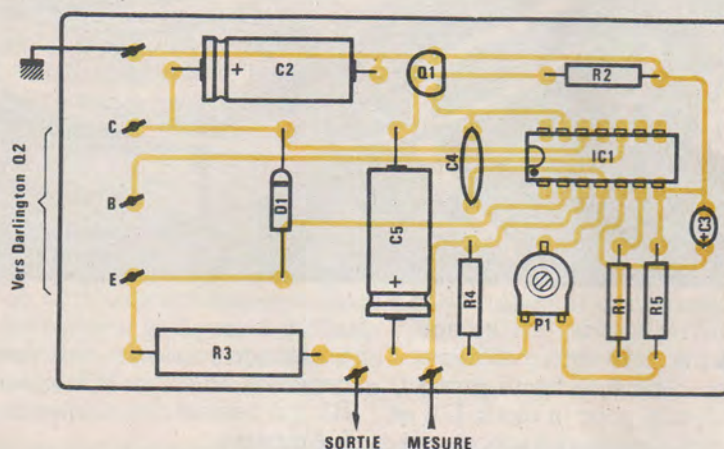 C2
+
Q1
R2
C
IC1
C4
Vers Darlington Q2
B
D1
C5
+C3
E
+
R4
P1
R1
R5
R3
SORTIE
MESURE